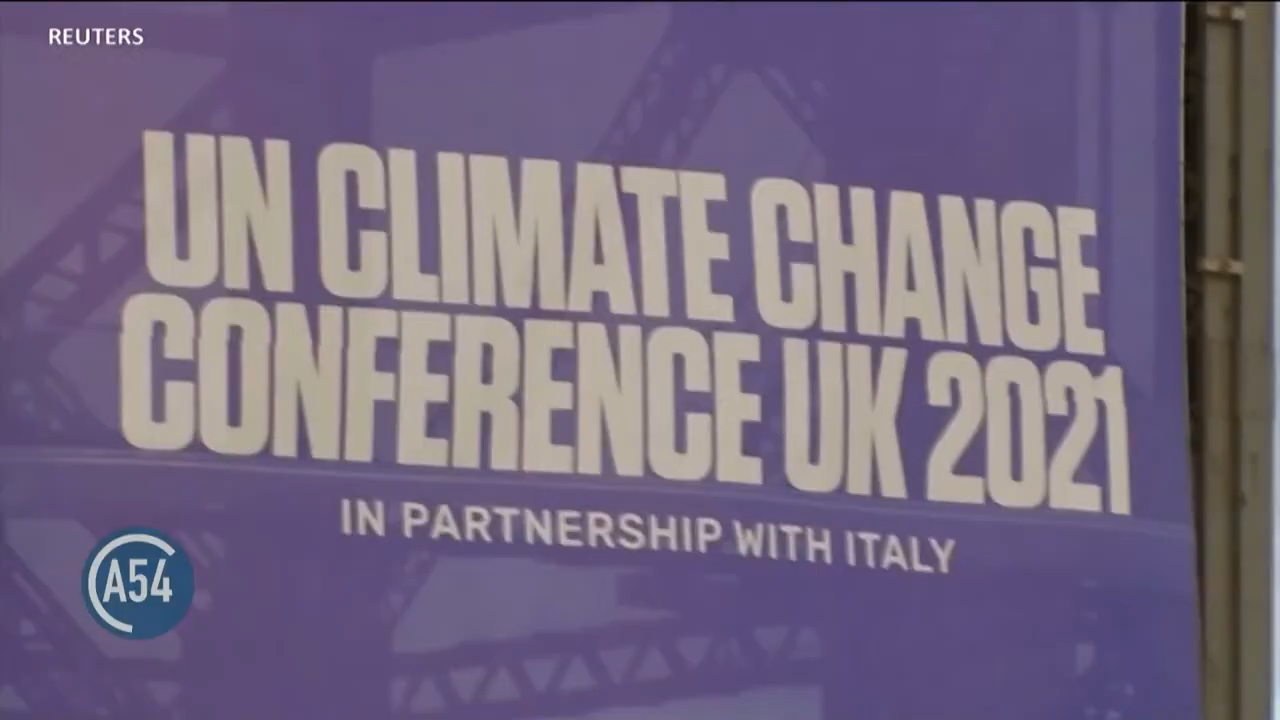 REUTERS
UN CLIMATE CHANGE
CONFERENCE UK 2021
IN PARTNERSHIP WITH ITALY
A54